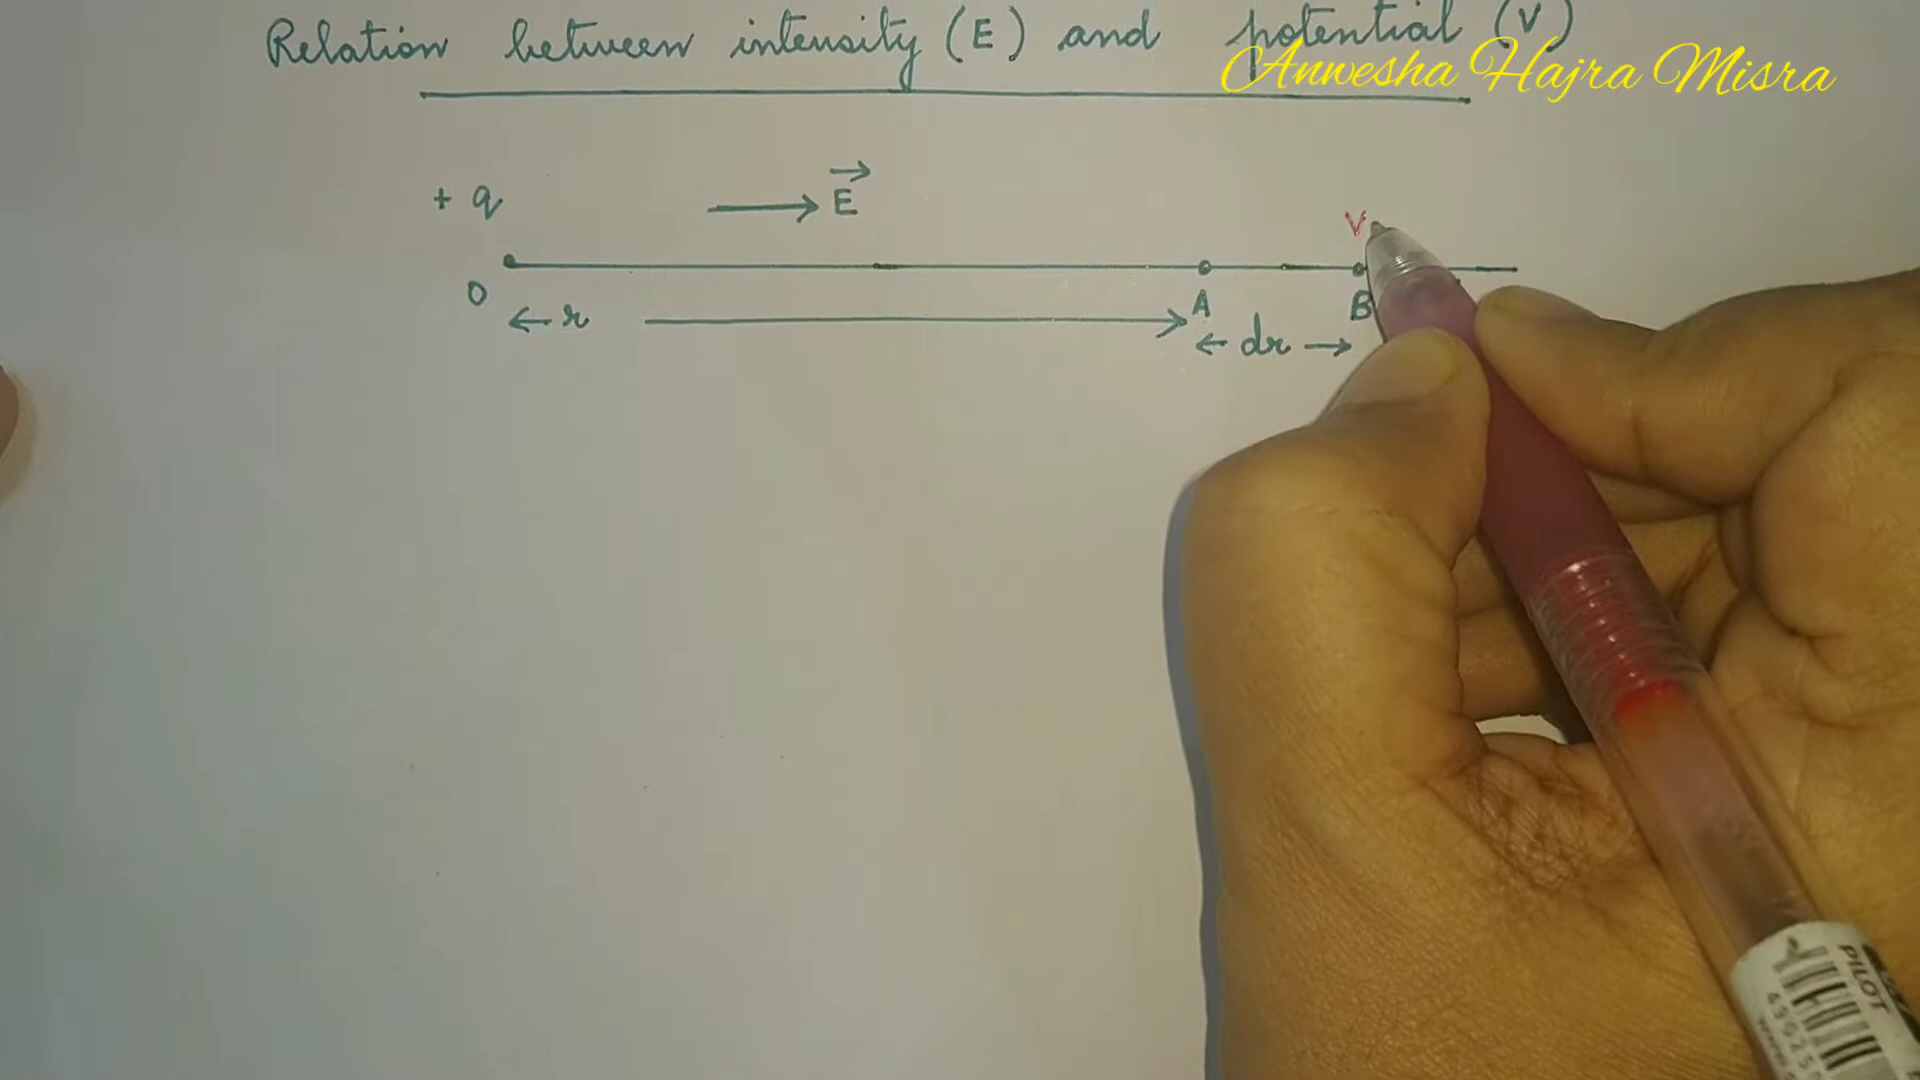 Relation between intensity (E) and potential (V)
Anwesha Hajra Misra
+ q → E
V
O A B
← r → ← dr →
PILOT